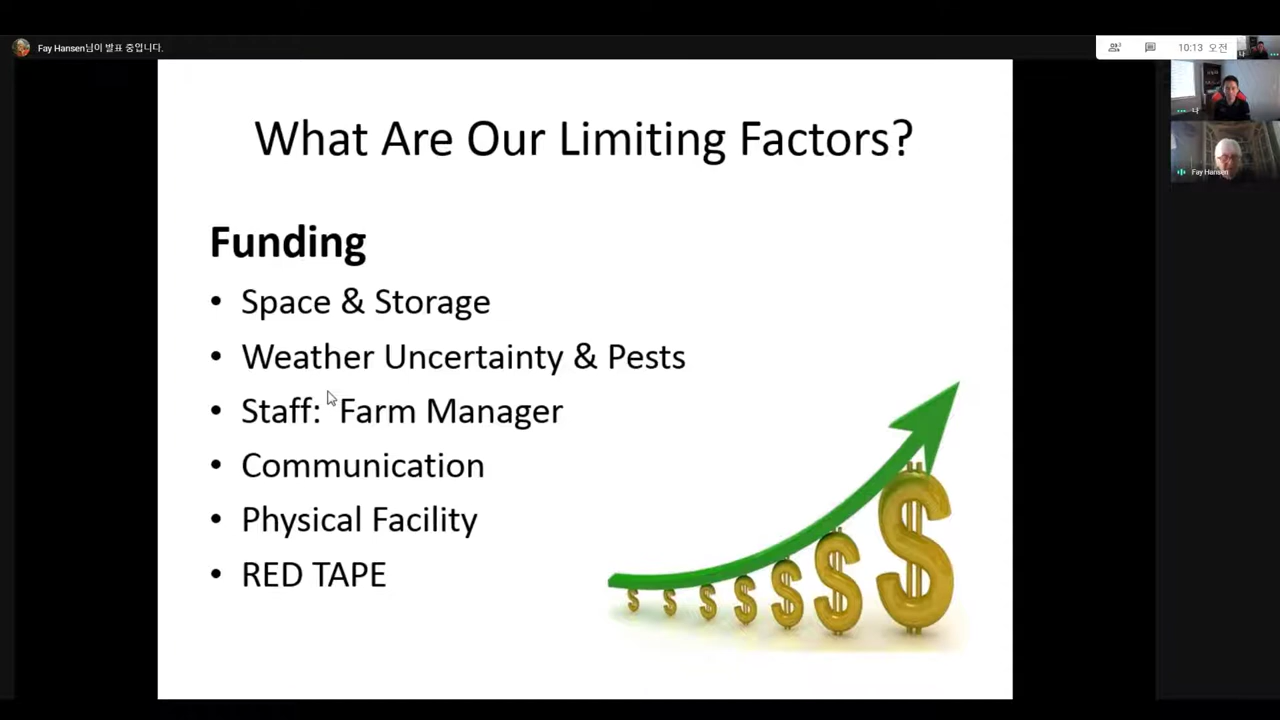 Fay Hansen님이 발표 중입니다.
10:13 오전
What Are Our Limiting Factors?
Funding
• Space & Storage
• Weather Uncertainty & Pests
• Staff: Farm Manager
• Communication
• Physical Facility
• RED TAPE
나
Fay Hansen